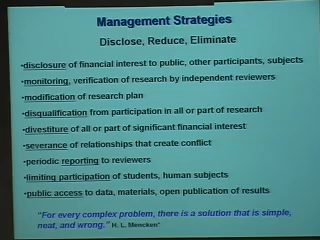 Management Strategies
Disclose, Reduce, Eliminate
•disclosure of financial interest to public, other participants, subjects
•monitoring, verification of research by independent reviewers
•modification of research plan
•disqualification from participation in all or part of research
•divestiture of all or part of significant financial interest
•severance of relationships that create conflict
•periodic reporting to reviewers
•limiting participation of students, human subjects
•public access to data, materials, open publication of results
"For every complex problem, there is a solution that is simple,
neat, and wrong." H. L. Mencken"